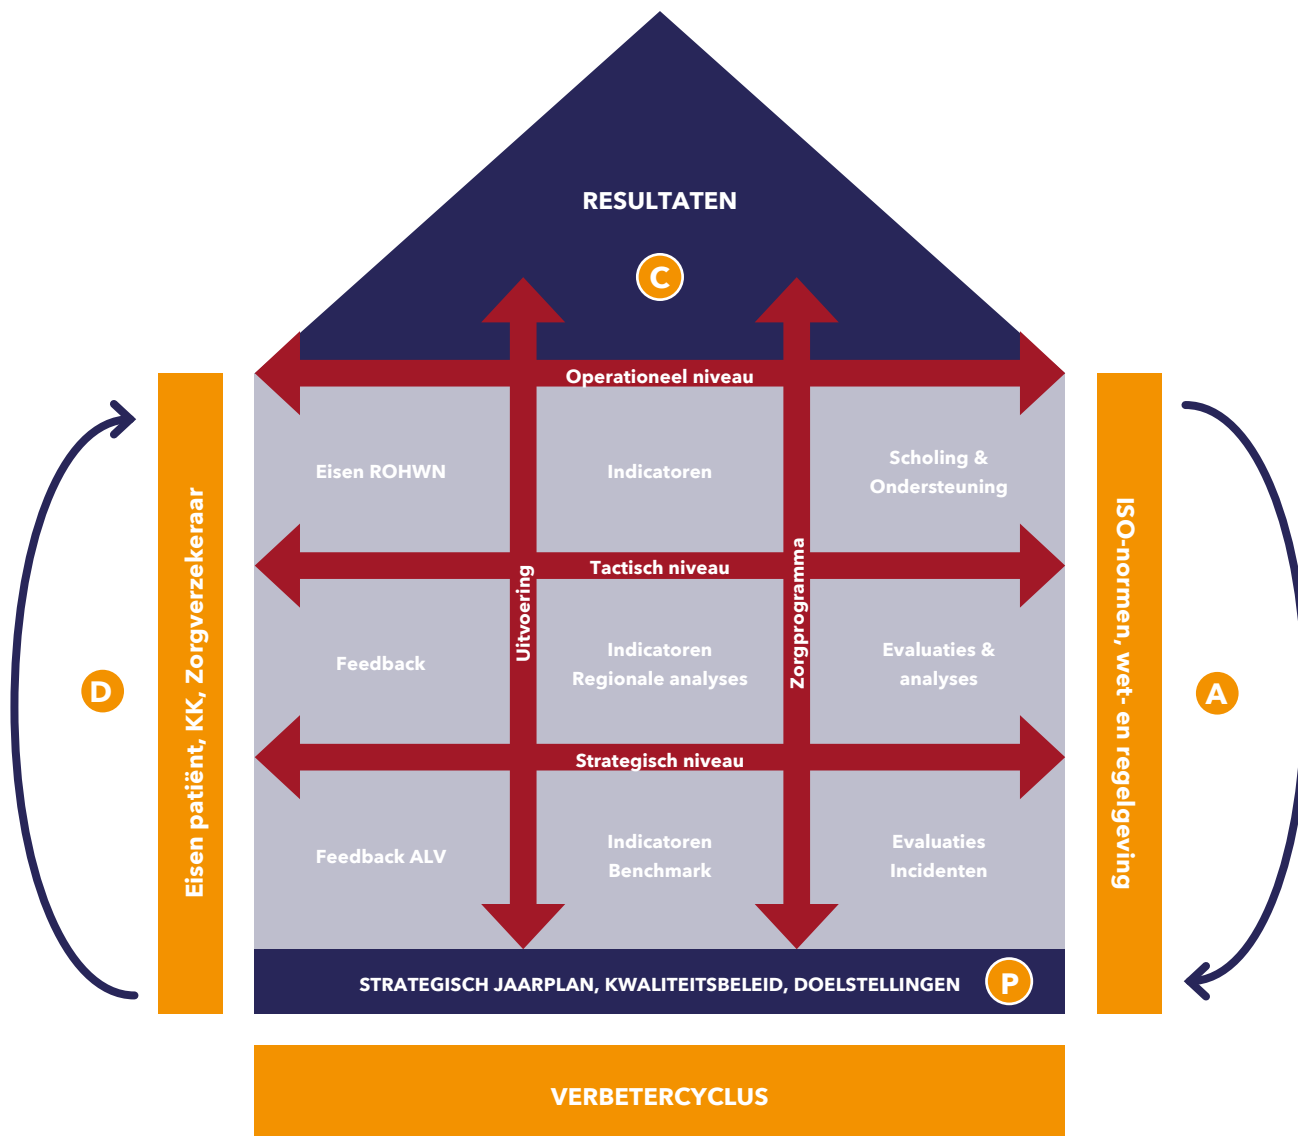 RESULTATEN
C
Operationeel niveau
Eisen ROHWN
Indicatoren
Scholing &
Ondersteuning
Tactisch niveau
Uitvoering
Zorgprogramma
Feedback
Indicatoren
Regionale analyses
Evaluaties &
analyses
Strategisch niveau
Feedback ALV
Indicatoren
Benchmark
Evaluaties
Incidenten
D
Eisen patiënt, KK, Zorgverzekeraar
ISO-normen, wet- en regelgeving
A
STRATEGISCH JAARPLAN, KWALITEITSBELEID, DOELSTELLINGEN
P
VERBETERCYCLUS